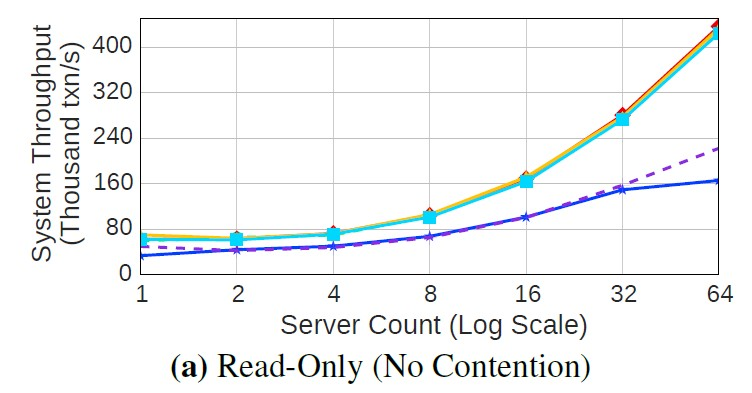 System Throughput
(Thousand txn/s)
400
320
240
160
80
0
1 2 4 8 16 32 64
Server Count (Log Scale)
(a) Read-Only (No Contention)